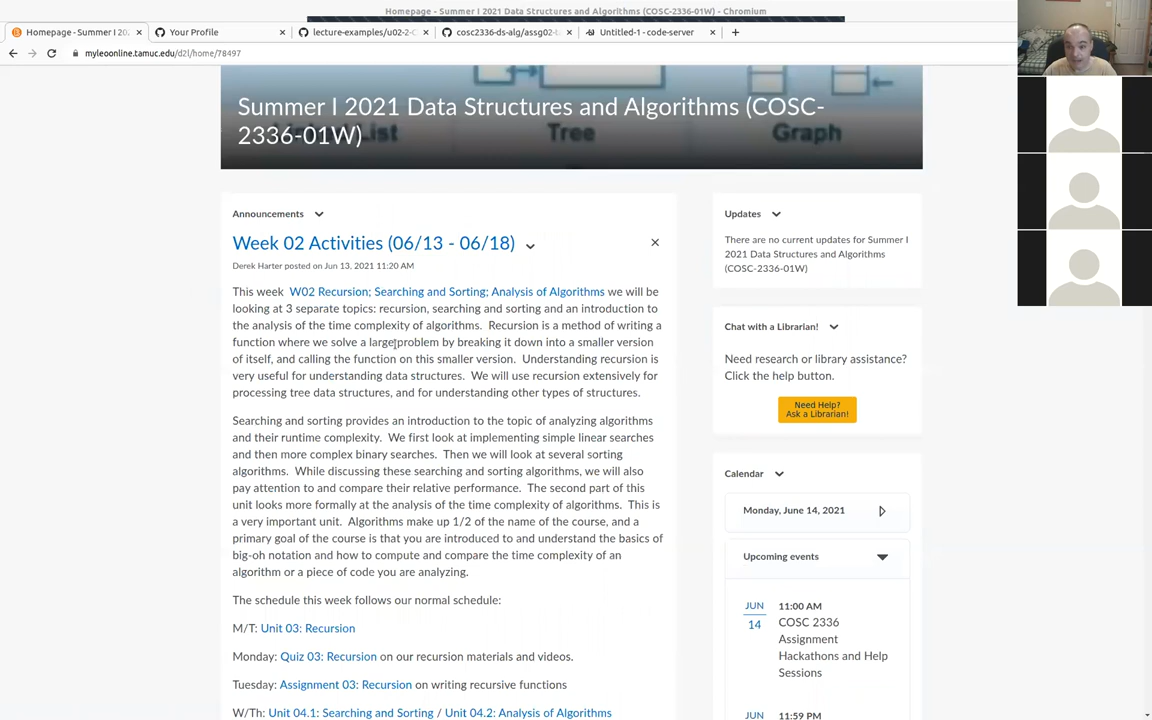 Homepage - Summer I 2021 Data Structures and Algorithms (COSC-2336-01W) - Chromium
Homepage - Summer I 202
Your Profile
lecture-examples/u02-2-C
cosc2336-ds-alg/assg02-t
Untitled-1 - code-server
myleoonline.tamuc.edu/d2l/home/78497
Summer I 2021 Data Structures and Algorithms (COSC-
2336-01W)
List
Tree
Graph
Announcements
Week 02 Activities (06/13 - 06/18)
Derek Harter posted on Jun 13, 2021 11:20 AM
This week W02 Recursion; Searching and Sorting; Analysis of Algorithms we will be
looking at 3 separate topics: recursion, searching and sorting and an introduction to
the analysis of the time complexity of algorithms. Recursion is a method of writing a
function where we solve a large problem by breaking it down into a smaller version
of itself, and calling the function on this smaller version. Understanding recursion is
very useful for understanding data structures. We will use recursion extensively for
processing tree data structures, and for understanding other types of structures.
Searching and sorting provides an introduction to the topic of analyzing algorithms
and their runtime complexity. We first look at implementing simple linear searches
and then more complex binary searches. Then we will look at several sorting
algorithms. While discussing these searching and sorting algorithms, we will also
pay attention to and compare their relative performance. The second part of this
unit looks more formally at the analysis of the time complexity of algorithms. This is
a very important unit. Algorithms make up 1/2 of the name of the course, and a
primary goal of the course is that you are introduced to and understand the basics of
big-oh notation and how to compute and compare the time complexity of an
algorithm or a piece of code you are analyzing.
The schedule this week follows our normal schedule:
M/T: Unit 03: Recursion
Monday: Quiz 03: Recursion on our recursion materials and videos.
Tuesday: Assignment 03: Recursion on writing recursive functions
W/Th: Unit 04.1: Searching and Sorting / Unit 04.2: Analysis of Algorithms
Updates
There are no current updates for Summer I
2021 Data Structures and Algorithms
(COSC-2336-01W)
Chat with a Librarian!
Need research or library assistance?
Click the help button.
Need Help?
Ask a Librarian!
Calendar
Monday, June 14, 2021
Upcoming events
JUN
14
11:00 AM
COSC 2336
Assignment
Hackathons and Help
Sessions
JUN
11:59 PM